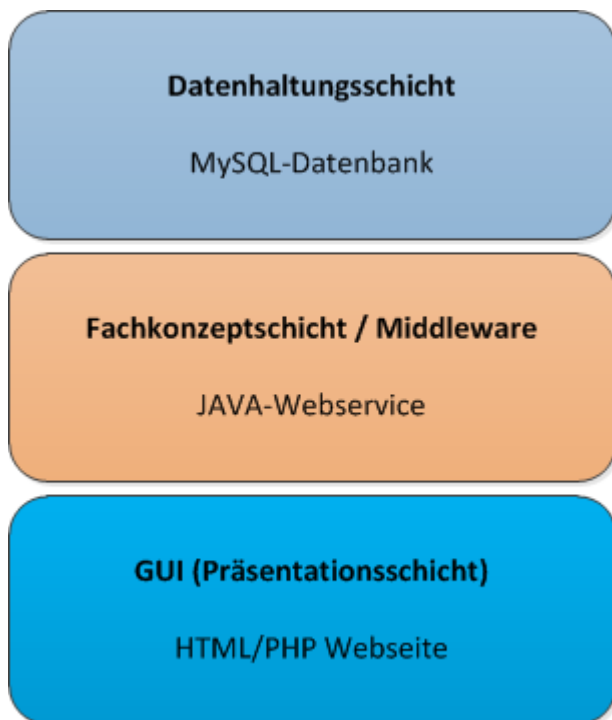 Datenhaltungsschicht
MySQL-Datenbank
Fachkonzeptschicht / Middleware
JAVA-Webservice
GUI (Präsentationsschicht)
HTML/PHP Webseite